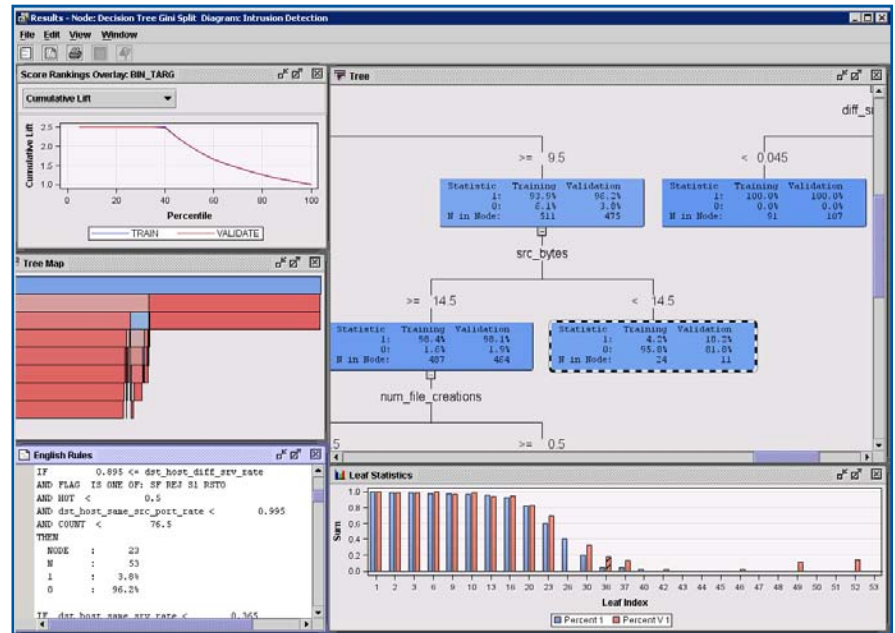 Results - Node: Decision Tree Gini Split Diagram: Intrusion Detection
File Edit View Window
Score Rankings Overlay: BIN_TARG
Cumulative Lift
Cumulative Lift
2.5
2.0
1.5
1.0
0 20 40 60 80 100
Percentile
TRAIN VALIDATE
Tree Map
English Rules
IF 0.895 <= dst_host_diff_srv_rate
AND FLAG IS ONE OF: SF REJ S1 RSTO
AND HOT < 0.5
AND dst_host_same_src_port_rate < 0.995
AND COUNT < 76.5
THEN
NODE : 23
N : 53
1 : 3.8%
0 : 96.2%
IF dst_host_same_srv_rate < 0.365
Tree
>= 9.5
< 0.045
Statistic Training Validation
1: 93.9% 96.2%
0: 6.1% 3.8%
N in Node: 511 475
Statistic Training Validation
1: 100.0% 100.0%
0: 0.0% 0.0%
N in Node: 91 107
src_bytes
>= 14.5
< 14.5
Statistic Training Validation
1: 98.4% 98.1%
0: 1.6% 1.9%
N in Node: 487 464
Statistic Training Validation
1: 4.2% 18.2%
0: 95.8% 81.8%
N in Node: 24 11
num_file_creations
>= 0.5
Leaf Statistics
Sum
1.0
0.8
0.6
0.4
0.2
0.0
1 2 3 6 9 10 13 16 20 23 26 30 36 37 40 42 43 46 47 49 51 52 53
Leaf Index
Percent 1 Percent V 1